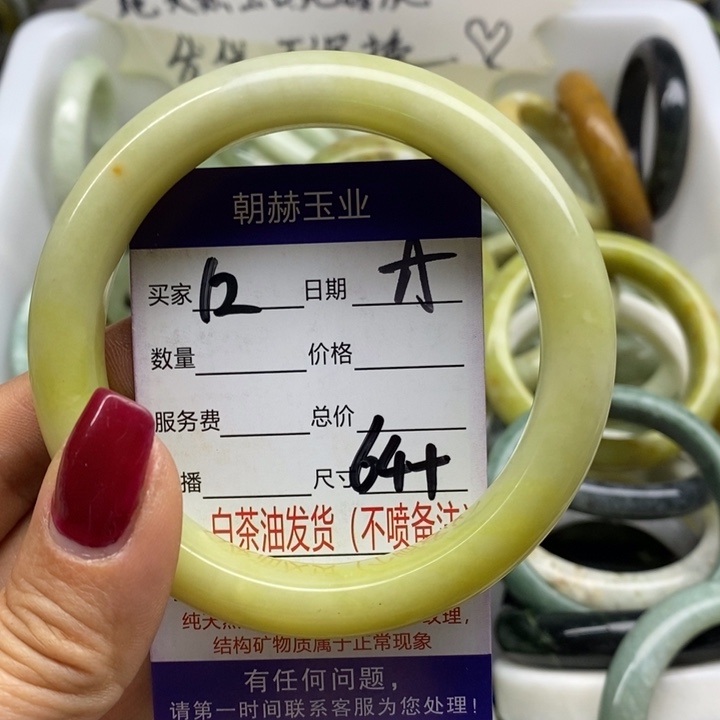 朝赫玉业
买家 12 日期 A
数量 价格
服务费 总价
播 尺寸 64+
白茶油发货（不喷备注）
纯天然 纹理，
结构矿物质属于正常现象
有任何问题，
请第一时间联系客服为您处理！